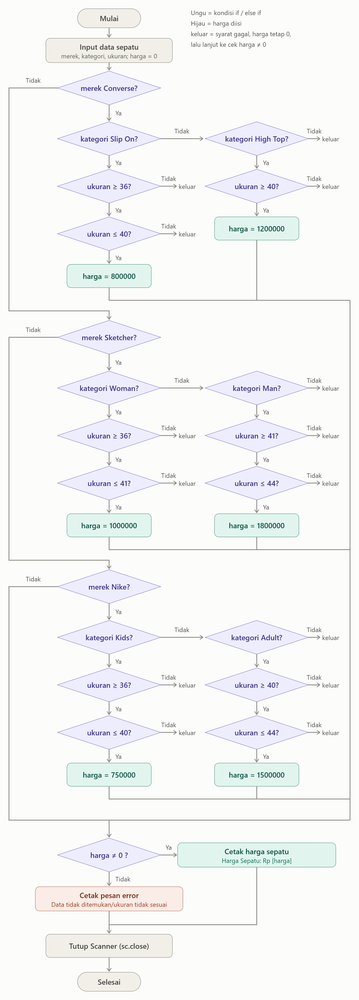 Mulai
Ungu = kondisi if / else if
Hijau = harga diisi
keluar = syarat gagal, harga tetap 0,
lalu lanjut ke cek harga ≠ 0
Input data sepatu
merek, kategori, ukuran; harga = 0
Tidak
merek Converse?
Ya
kategori Slip On?
Tidak
kategori High Top?
Tidak
keluar
Ya
Ya
ukuran ≥ 36?
Tidak
keluar
ukuran ≥ 40?
Tidak
keluar
Ya
Ya
ukuran ≤ 40?
Tidak
keluar
harga = 1200000
Ya
harga = 800000
Tidak
merek Sketcher?
Ya
kategori Woman?
Tidak
kategori Man?
Tidak
keluar
Ya
Ya
ukuran ≥ 36?
Tidak
keluar
ukuran ≥ 41?
Tidak
keluar
Ya
Ya
ukuran ≤ 41?
Tidak
keluar
ukuran ≤ 44?
Tidak
keluar
Ya
Ya
harga = 1000000
harga = 1800000
Tidak
merek Nike?
Ya
kategori Kids?
Tidak
kategori Adult?
Tidak
keluar
Ya
Ya
ukuran ≥ 36?
Tidak
keluar
ukuran ≥ 40?
Tidak
keluar
Ya
Ya
ukuran ≤ 40?
Tidak
keluar
ukuran ≤ 44?
Tidak
keluar
Ya
Ya
harga = 750000
harga = 1500000
harga ≠ 0 ?
Ya
Cetak harga sepatu
Harga Sepatu: Rp [harga]
Tidak
Cetak pesan error
Data tidak ditemukan/ukuran tidak sesuai
Tutup Scanner (sc.close)
Selesai